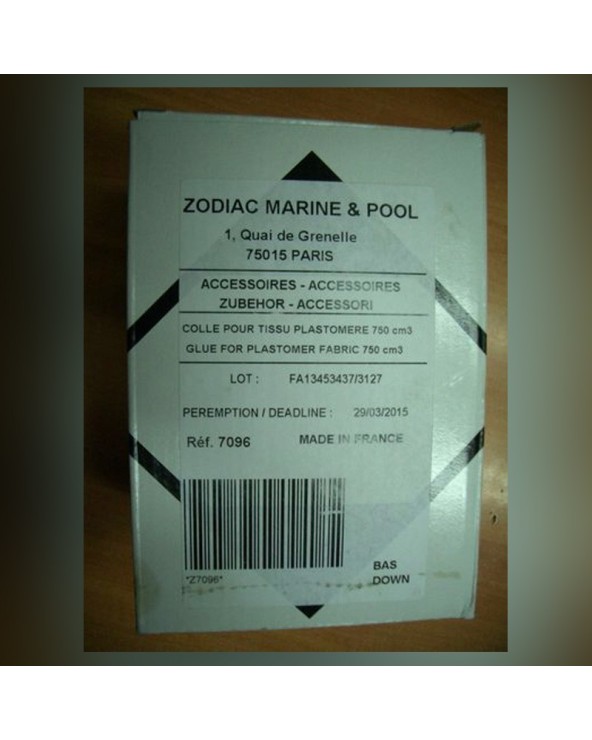 ZODIAC MARINE & POOL
1, Quai de Grenelle
75015 PARIS
ACCESSOIRES - ACCESSOIRES
ZUBEHOR - ACCESSORI
COLLE POUR TISSU PLASTOMERE 750 cm3
GLUE FOR PLASTOMER FABRIC 750 cm3
LOT : FA13453437/3127
PEREMPTION / DEADLINE : 29/03/2015
Réf. 7096 MADE IN FRANCE
*Z7096*
BAS
DOWN